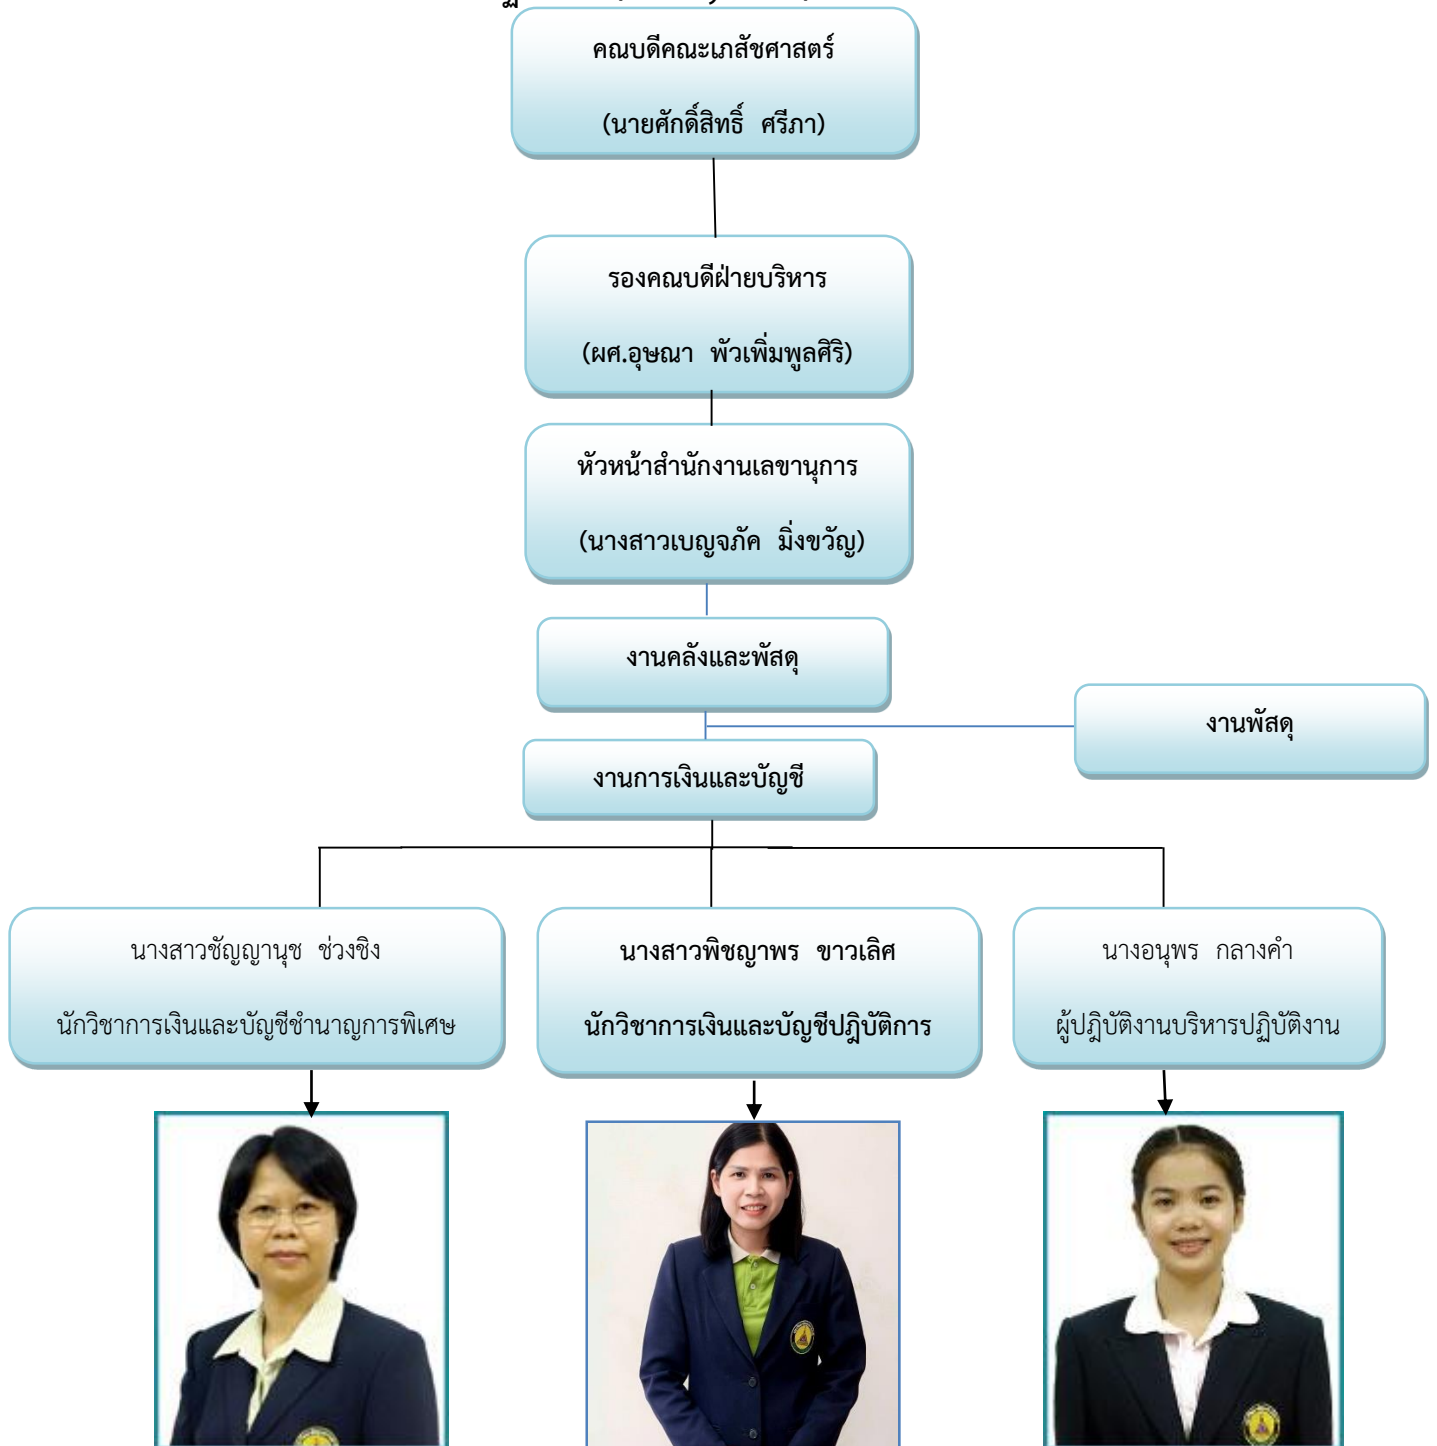 คณบดีคณะเภสัชศาสตร์
(นายศักดิ์สิทธิ์ ศรีภา)
รองคณบดีฝ่ายบริหาร
(ผศ.อุษณา พัวเพิ่มพูลศิริ)
หัวหน้าสำนักงานเลขานุการ
(นางสาวเบญจภัค มิ่งขวัญ)
งานคลังและพัสดุ
งานพัสดุ
งานการเงินและบัญชี
นางสาวชัญญานุช ช่วงชิง
นักวิชาการเงินและบัญชีชำนาญการพิเศษ
นางสาวพิชญาพร ขาวเลิศ
นักวิชาการเงินและบัญชีปฎิบัติการ
นางอนุพร กลางคำ
ผู้ปฎิบัติงานบริหารปฏิบัติงาน